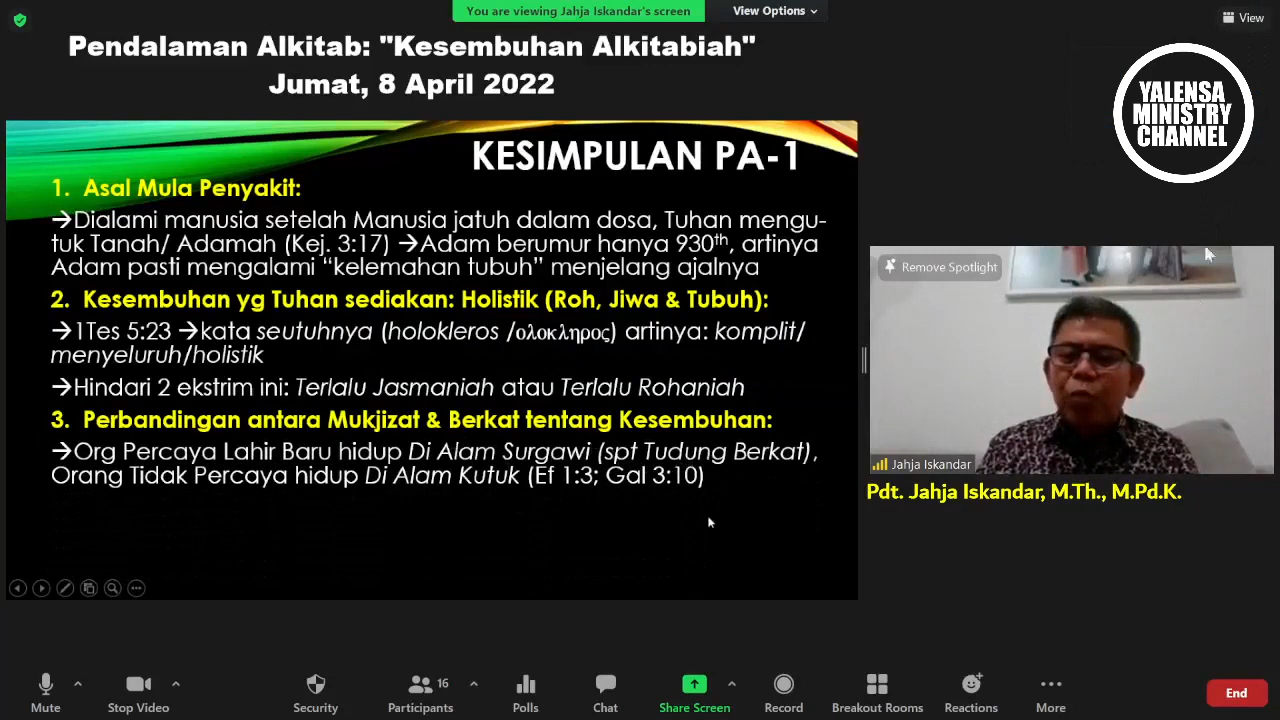 You are viewing Jahja Iskandar's screen
View Options
View
Pendalaman Alkitab: "Kesembuhan Alkitabiah"
Jumat, 8 April 2022
YALENSA
MINISTRY
CHANNEL
KESIMPULAN PA-1
1. Asal Mula Penyakit:
→Dialami manusia setelah Manusia jatuh dalam dosa, Tuhan mengu-
tuk Tanah/ Adamah (Kej. 3:17) →Adam berumur hanya 930th, artinya
Adam pasti mengalami “kelemahan tubuh” menjelang ajalnya
2. Kesembuhan yg Tuhan sediakan: Holistik (Roh, Jiwa & Tubuh):
→1Tes 5:23 →kata seutuhnya (holokleros /ολοκληρος) artinya: komplit/
menyeluruh/holistik
→Hindari 2 ekstrim ini: Terlalu Jasmaniah atau Terlalu Rohaniah
3. Perbandingan antara Mukjizat & Berkat tentang Kesembuhan:
→Org Percaya Lahir Baru hidup Di Alam Surgawi (spt Tudung Berkat),
Orang Tidak Percaya hidup Di Alam Kutuk (Ef 1:3; Gal 3:10)
Remove Spotlight
Jahja Iskandar
Pdt. Jahja Iskandar, M.Th., M.Pd.K.
Mute
Stop Video
Security
16
Participants
Polls
Chat
Share Screen
Record
Breakout Rooms
Reactions
More
End